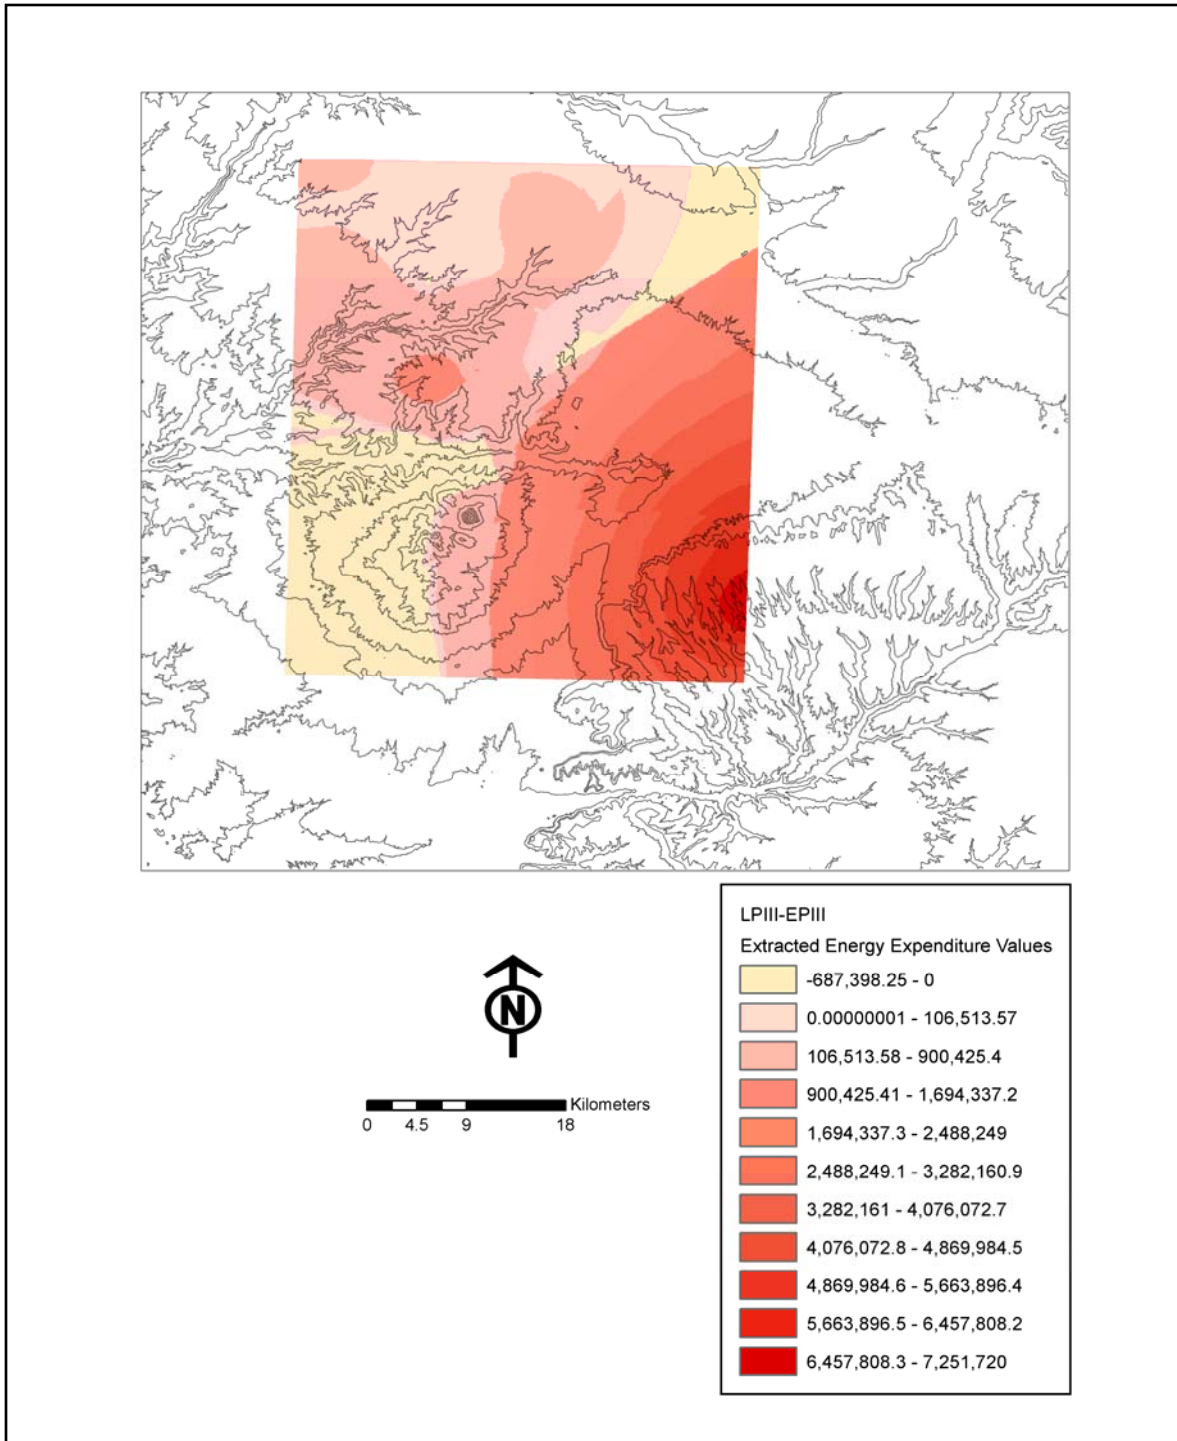 N
Kilometers
0 4.5 9 18
LPIII-EPIII
Extracted Energy Expenditure Values
-687,398.25 - 0
0.00000001 - 106,513.57
106,513.58 - 900,425.4
900,425.41 - 1,694,337.2
1,694,337.3 - 2,488,249
2,488,249.1 - 3,282,160.9
3,282,161 - 4,076,072.7
4,076,072.8 - 4,869,984.5
4,869,984.6 - 5,663,896.4
5,663,896.5 - 6,457,808.2
6,457,808.3 - 7,251,720